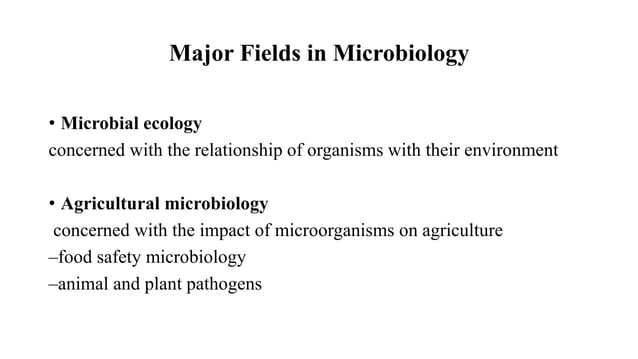 Major Fields in Microbiology
• Microbial ecology
concerned with the relationship of organisms with their environment
• Agricultural microbiology
concerned with the impact of microorganisms on agriculture
–food safety microbiology
–animal and plant pathogens